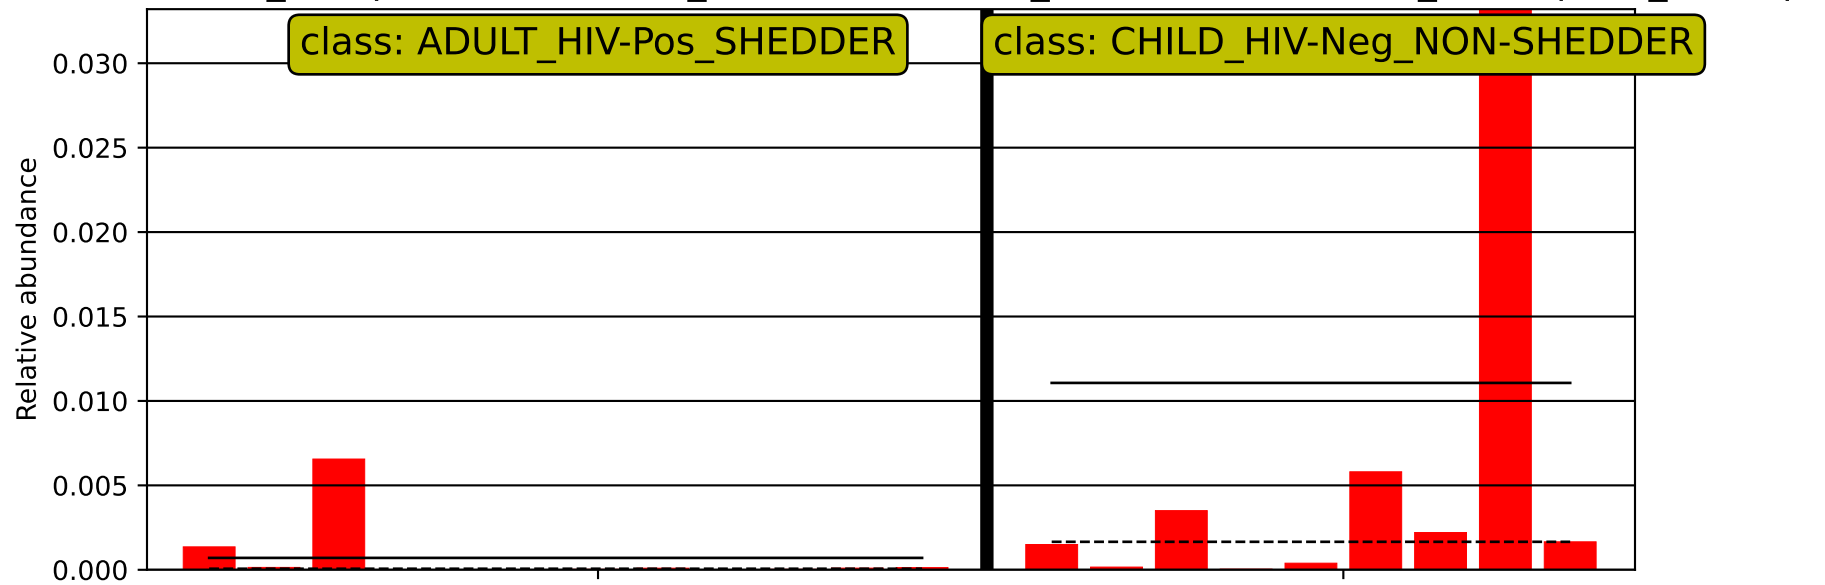 class: ADULT_HIV-Pos_SHEDDER
class: CHILD_HIV-Neg_NON-SHEDDER
0.030
0.025
0.020
0.015
0.010
0.005
0.000
Relative abundance